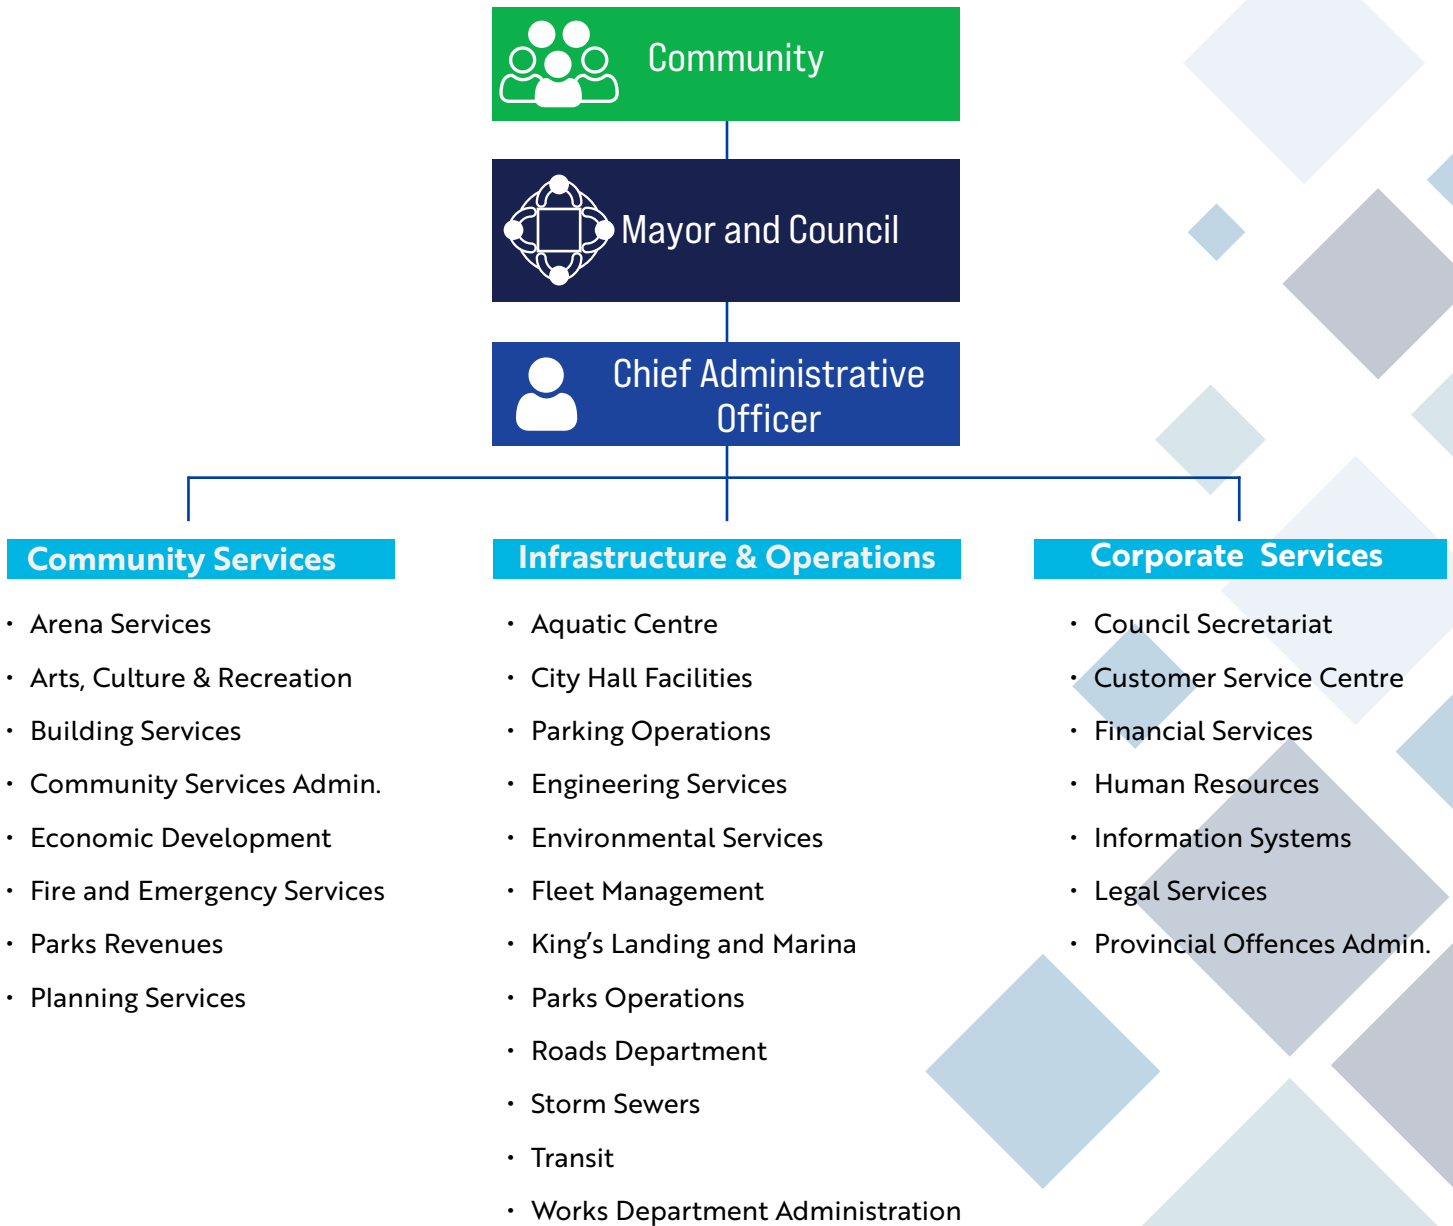 Community
Mayor and Council
Chief Administrative
Officer
Community Services
• Arena Services
• Arts, Culture & Recreation
• Building Services
• Community Services Admin.
• Economic Development
• Fire and Emergency Services
• Parks Revenues
• Planning Services
Infrastructure & Operations
• Aquatic Centre
• City Hall Facilities
• Parking Operations
• Engineering Services
• Environmental Services
• Fleet Management
• King's Landing and Marina
• Parks Operations
• Roads Department
• Storm Sewers
• Transit
• Works Department Administration
Corporate Services
• Council Secretariat
• Customer Service Centre
• Financial Services
• Human Resources
• Information Systems
• Legal Services
• Provincial Offences Admin.